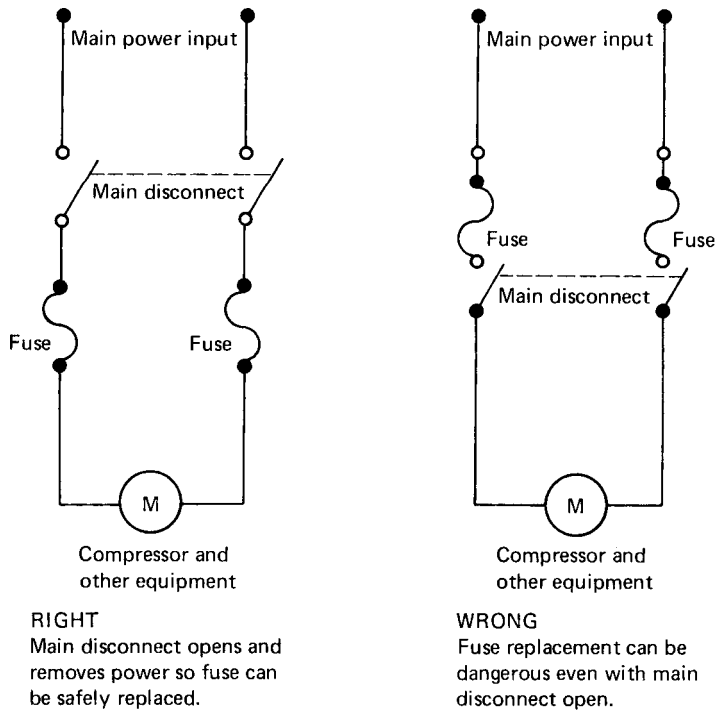 Main power input
Main disconnect
Fuse
Fuse
M
Compressor and
other equipment
RIGHT
Main disconnect opens and
removes power so fuse can
be safely replaced.
Main power input
Fuse
Fuse
Main disconnect
M
Compressor and
other equipment
WRONG
Fuse replacement can be
dangerous even with main
disconnect open.